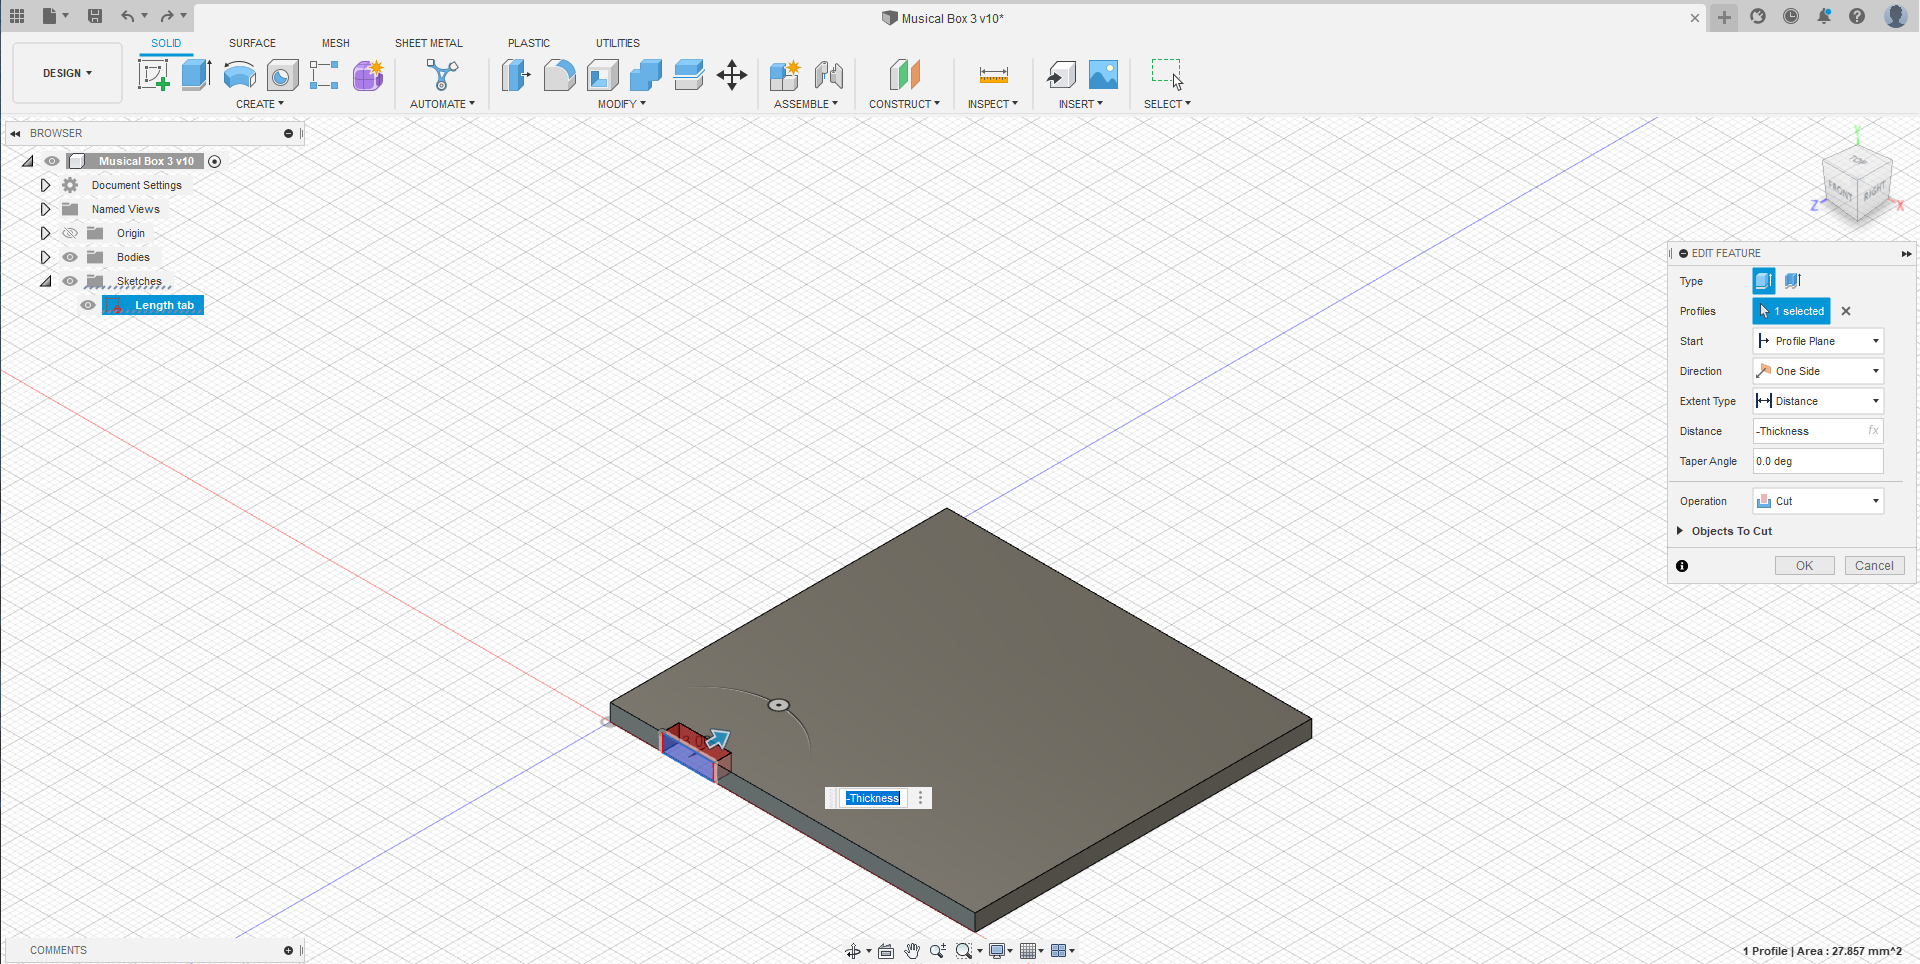 Musical Box 3 v10*
SOLID SURFACE MESH SHEET METAL PLASTIC UTILITIES
DESIGN
CREATE AUTOMATE MODIFY ASSEMBLE CONSTRUCT INSPECT INSERT SELECT
BROWSER
Musical Box 3 v10
Document Settings
Named Views
Origin
Bodies
Sketches
Length tab
Y
TOP
FRONT
RIGHT
Z
X
EDIT FEATURE
Type
Profiles 1 selected
Start Profile Plane
Direction One Side
Extent Type Distance
Distance -Thickness fx
Taper Angle 0.0 deg
Operation Cut
Objects To Cut
OK Cancel
-Thickness
COMMENTS
1 Profile | Area : 27.857 mm^2